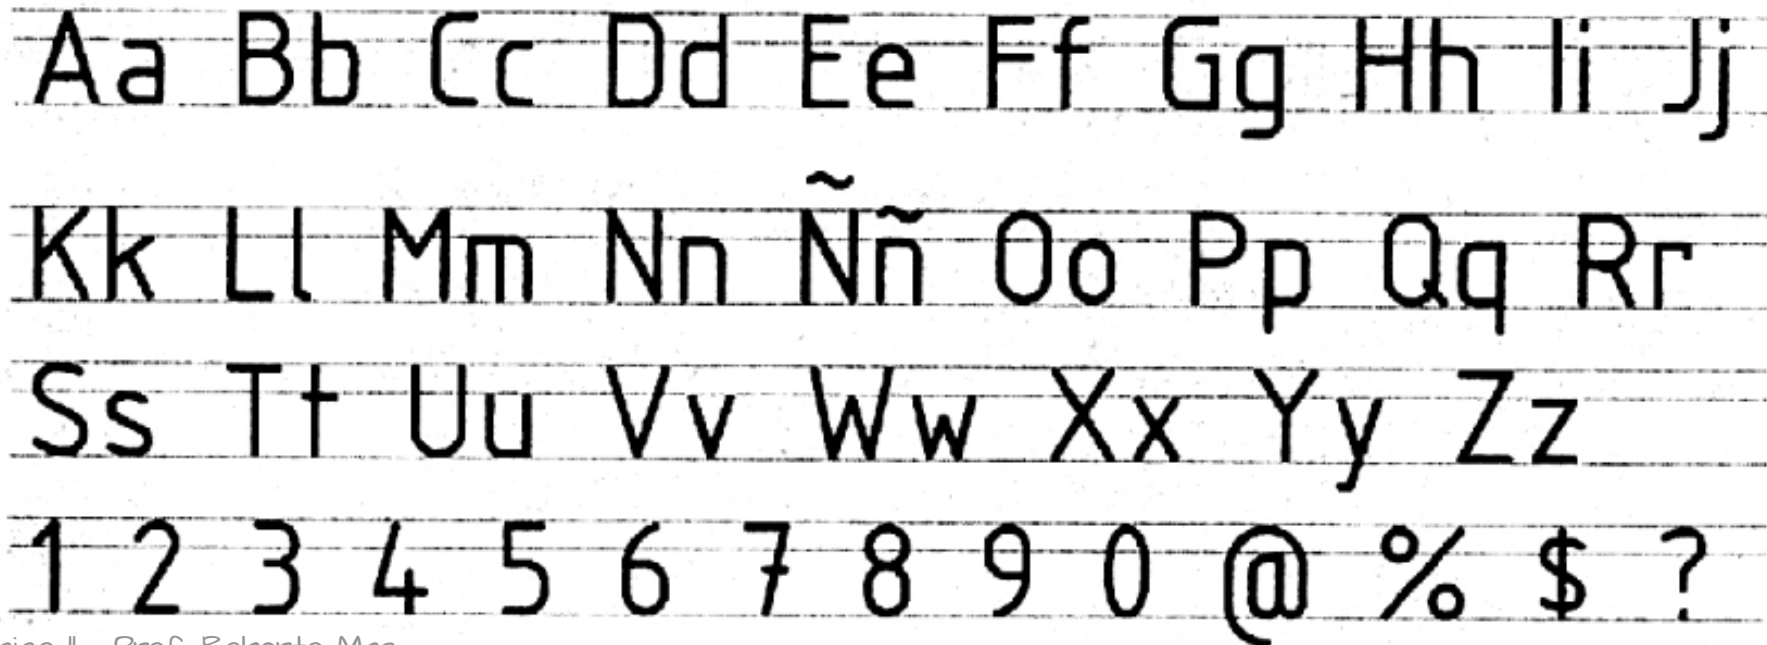 Aa Bb Cc Dd Ee Ff Gg Hh Ii Jj
Kk Ll Mm Nn Ññ Oo Pp Qq Rr
Ss Tt Uu Vv Ww Xx Yy Zz
1 2 3 4 5 6 7 8 9 0 @ % $ ?
Prof.